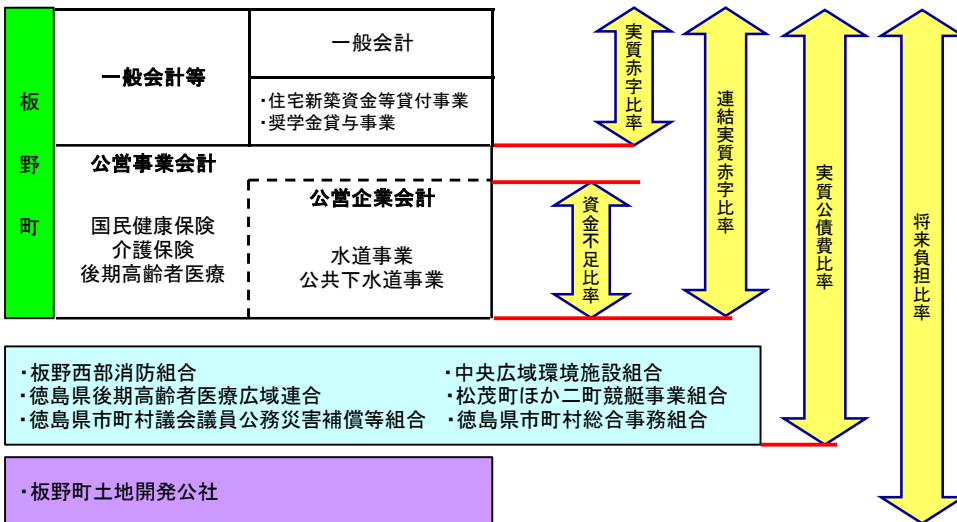 板野町
一般会計等
一般会計
・住宅新築資金等貸付事業
・奨学金貸与事業
公営事業会計
国民健康保険
介護保険
後期高齢者医療
公営企業会計
水道事業
公共下水道事業
実質赤字比率
資金不足比率
連結実質赤字比率
実質公債費比率
将来負担比率
・板野西部消防組合
・徳島県後期高齢者医療広域連合
・徳島県市町村議会議員公務災害補償等組合
・中央広域環境施設組合
・松茂町ほか二町競艇事業組合
・徳島県市町村総合事務組合
・板野町土地開発公社